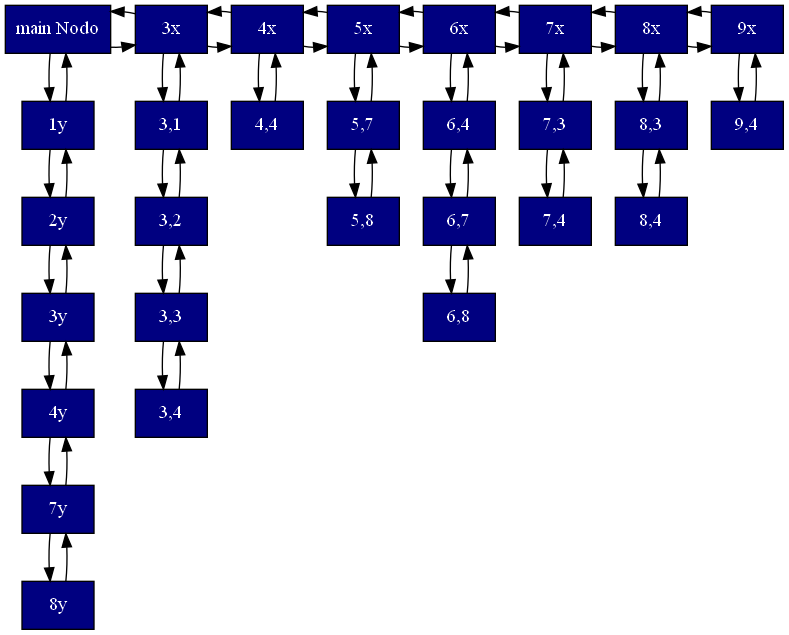 main Nodo
3x
4x
5x
6x
7x
8x
9x
1y
3,1
4,4
5,7
6,4
7,3
8,3
9,4
2y
3,2
5,8
6,7
7,4
8,4
3y
3,3
6,8
4y
3,4
7y
8y